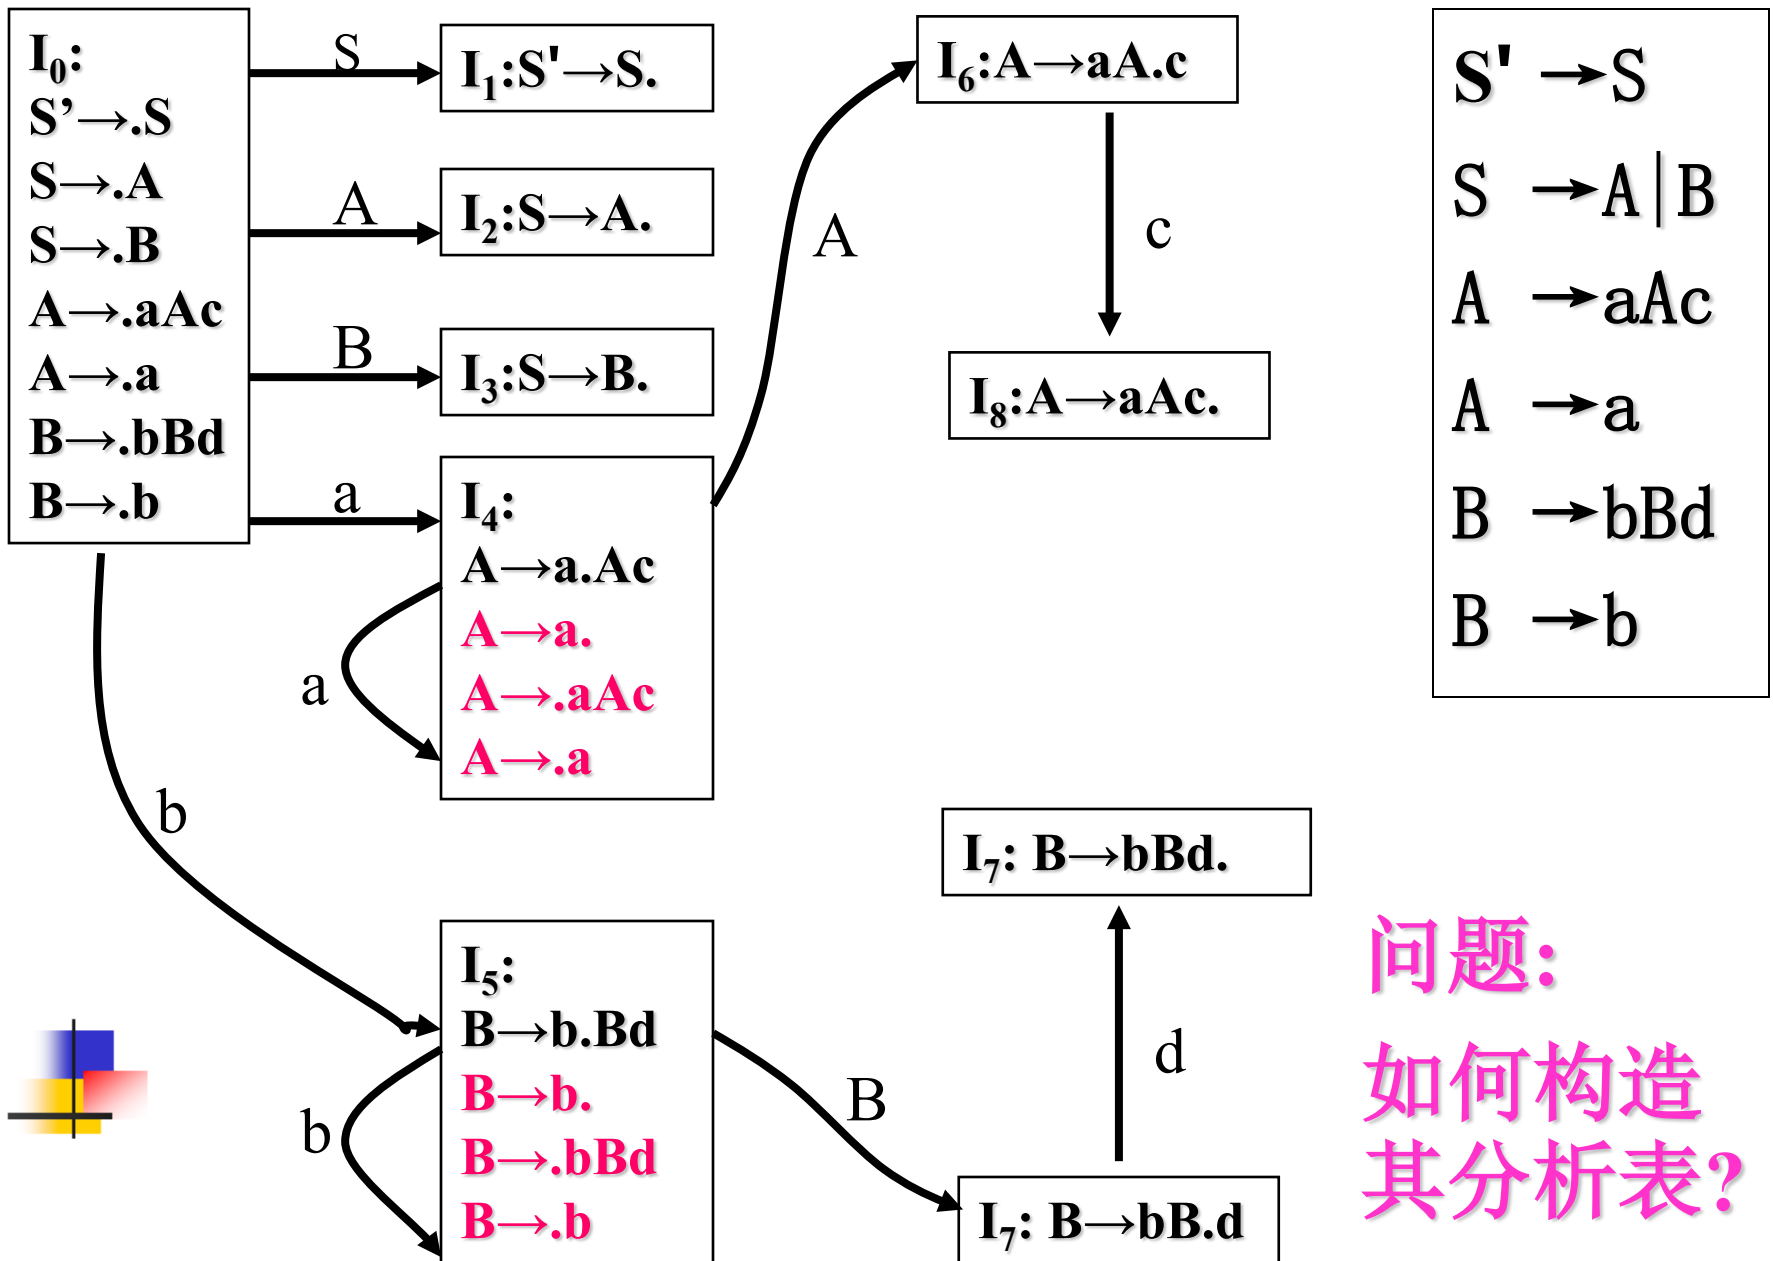 I₀:
S’→.S
S→.A
S→.B
A→.aAc
A→.a
B→.bBd
B→.b
S
I₁:S'→S.
A
I₂:S→A.
B
I₃:S→B.
a
I₄:
A→a.Ac
A→a.
A→.aAc
A→.a
a
A
I₆:A→aA.c
c
I₈:A→aAc.
b
I₅:
B→b.Bd
B→b.
B→.bBd
B→.b
b
B
I₇: B→bB.d
d
I₇: B→bBd.
S' →S
S →A|B
A →aAc
A →a
B →bBd
B →b
问题:
如何构造
其分析表?